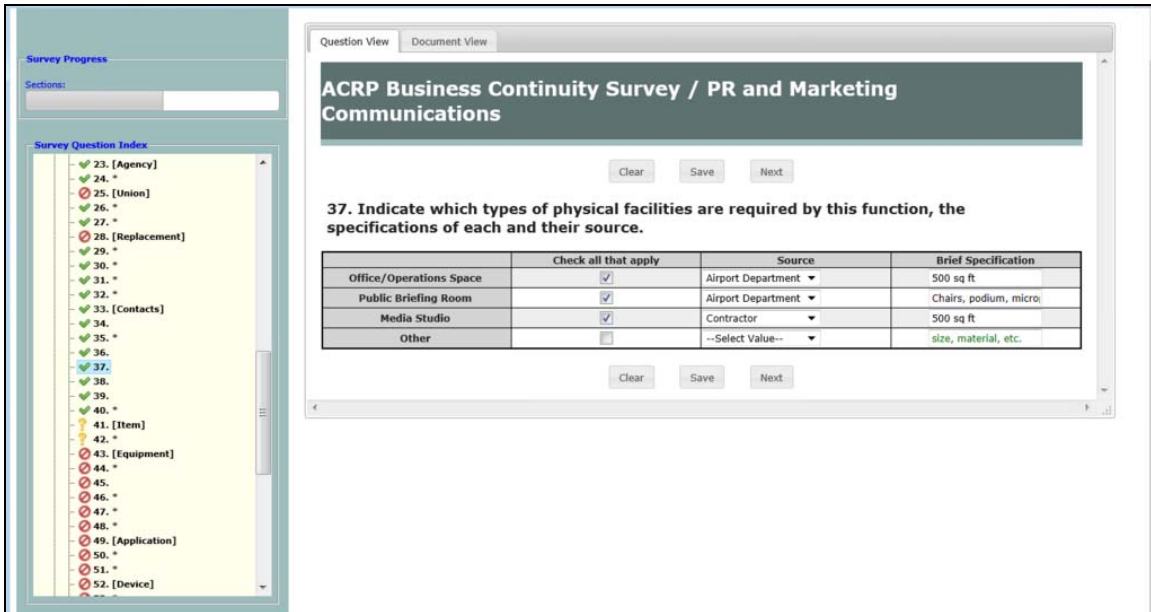 Survey Progress
Sections:
Survey Question Index
23. [Agency]
24. *
25. [Union]
26. *
27. *
28. [Replacement]
29. *
30. *
31. *
32. *
33. [Contacts]
34.
35. *
36.
37.
38.
39.
40. *
41. [Item]
42. *
43. [Equipment]
44. *
45.
46. *
47. *
48. *
49. [Application]
50. *
51. *
52. [Device]
Question View Document View
ACRP Business Continuity Survey / PR and Marketing
Communications
Clear Save Next
37. Indicate which types of physical facilities are required by this function, the
specifications of each and their source.
Check all that apply Source Brief Specification
Office/Operations Space Airport Department 500 sq ft
Public Briefing Room Airport Department Chairs, podium, micro
Media Studio Contractor 500 sq ft
Other --Select Value-- size, material, etc.
Clear Save Next